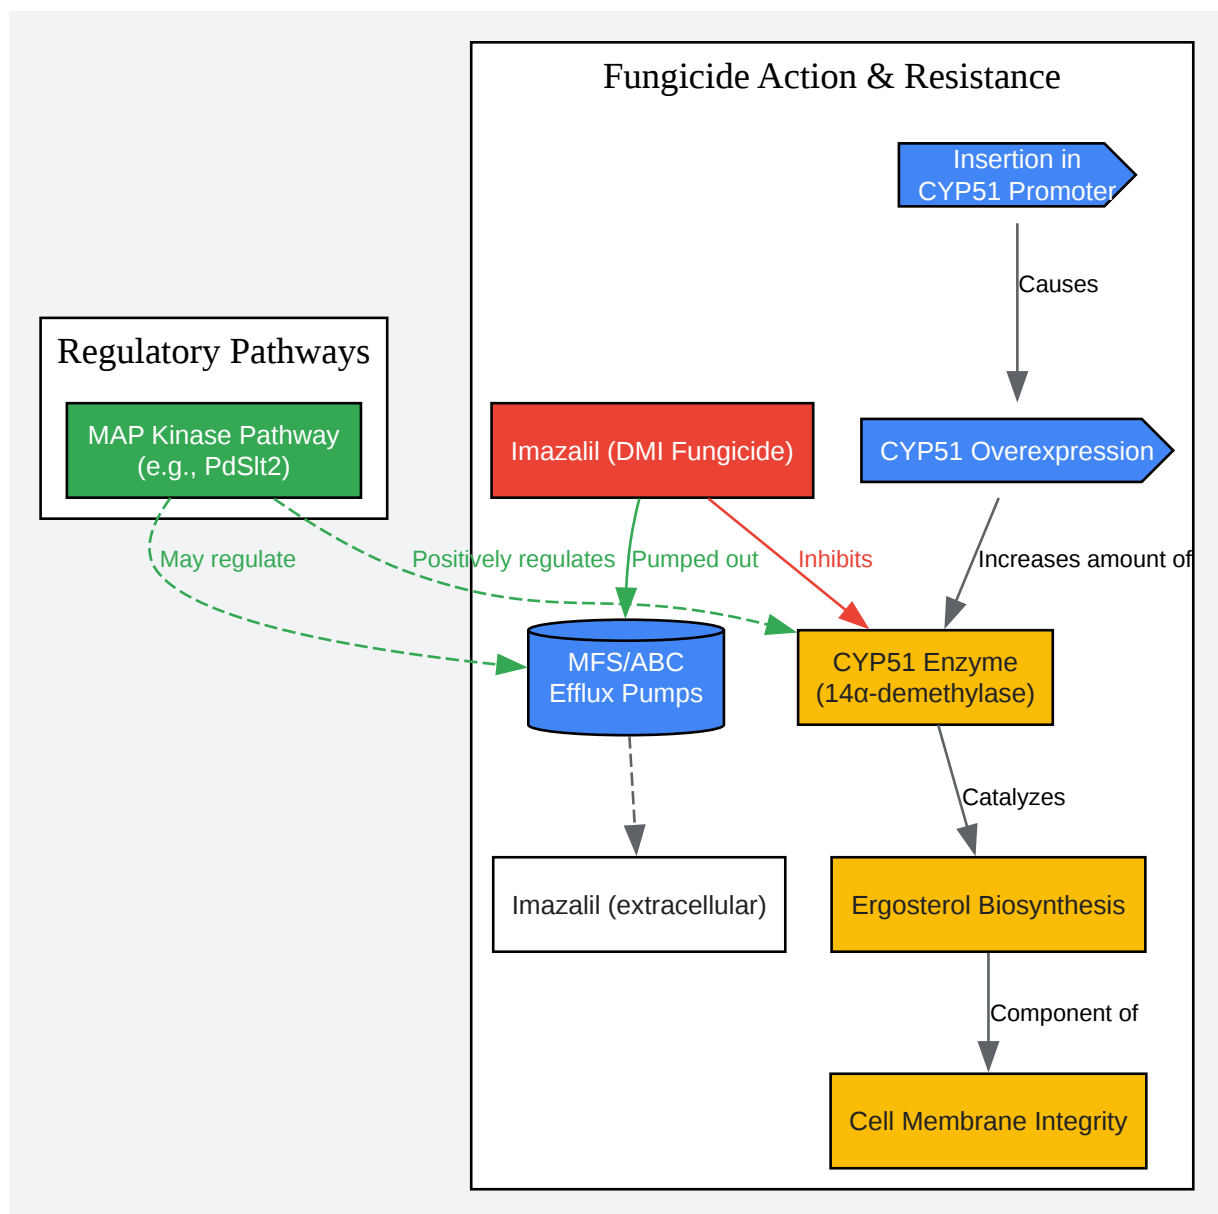 Fungicide Action & Resistance
Insertion in
CYP51 Promoter
Causes
Regulatory Pathways
MAP Kinase Pathway
(e.g., PdSlt2)
Imazalil (DMI Fungicide)
CYP51 Overexpression
May regulate
Positively regulates
Pumped out
Inhibits
Increases amount of
MFS/ABC
Efflux Pumps
CYP51 Enzyme
(14α-demethylase)
Catalyzes
Imazalil (extracellular)
Ergosterol Biosynthesis
Component of
Cell Membrane Integrity